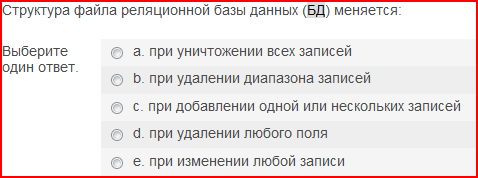 Структура файла реляционной базы данных (БД) меняется:
Выберите один ответ.
a. при уничтожении всех записей
b. при удалении диапазона записей
c. при добавлении одной или нескольких записей
d. при удалении любого поля
e. при изменении любой записи